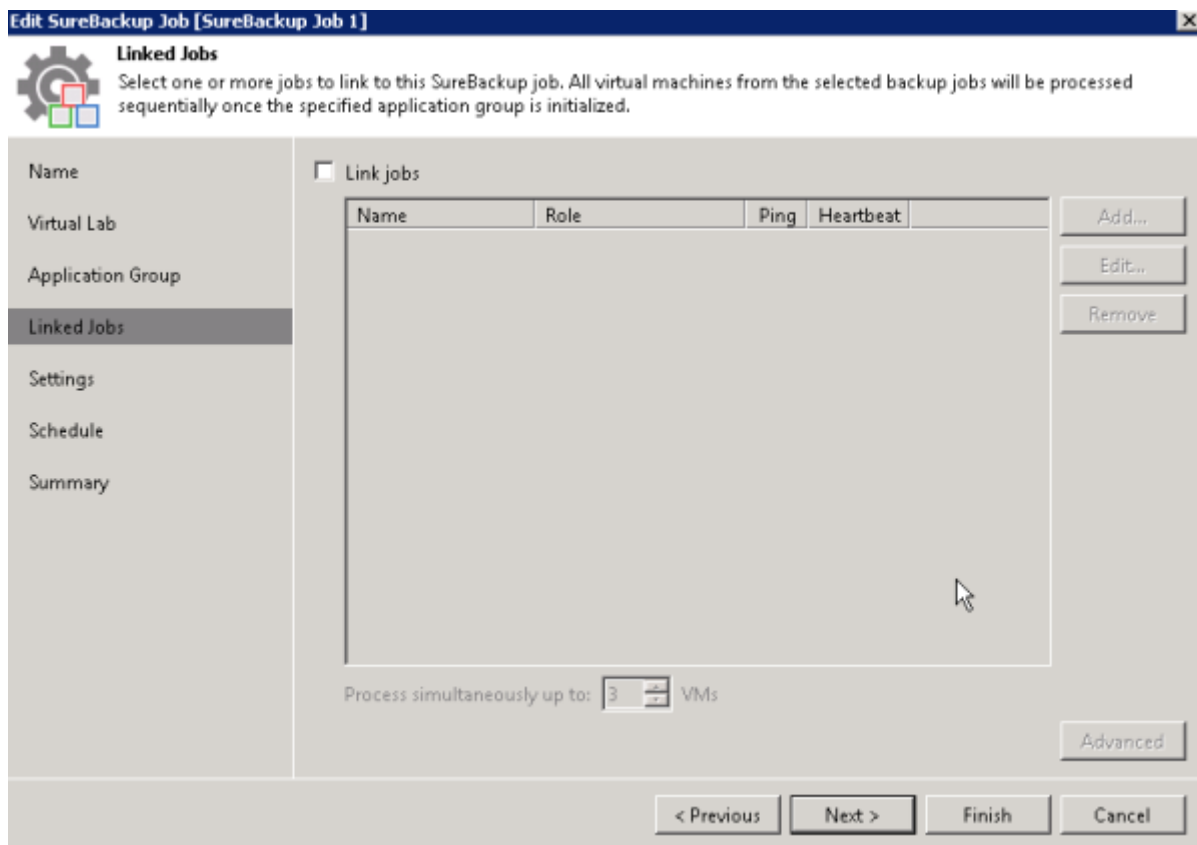 Edit SureBackup Job [SureBackup Job 1]
Linked Jobs
Select one or more jobs to link to this SureBackup job. All virtual machines from the selected backup jobs will be processed
sequentially once the specified application group is initialized.
Name
Virtual Lab
Application Group
Linked Jobs
Settings
Schedule
Summary
Link jobs
Name Role Ping Heartbeat
Add...
Edit...
Remove
Process simultaneously up to: 3 VMs
Advanced
< Previous Next > Finish Cancel